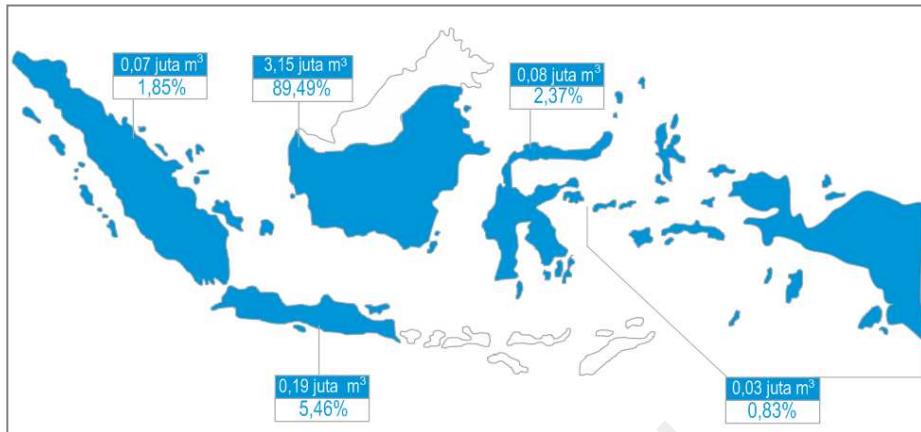 0,07 juta m³
1,85%
3,15 juta m³
89,49%
0,08 juta m³
2,37%
0,19 juta m³
5,46%
0,03 juta m³
0,83%